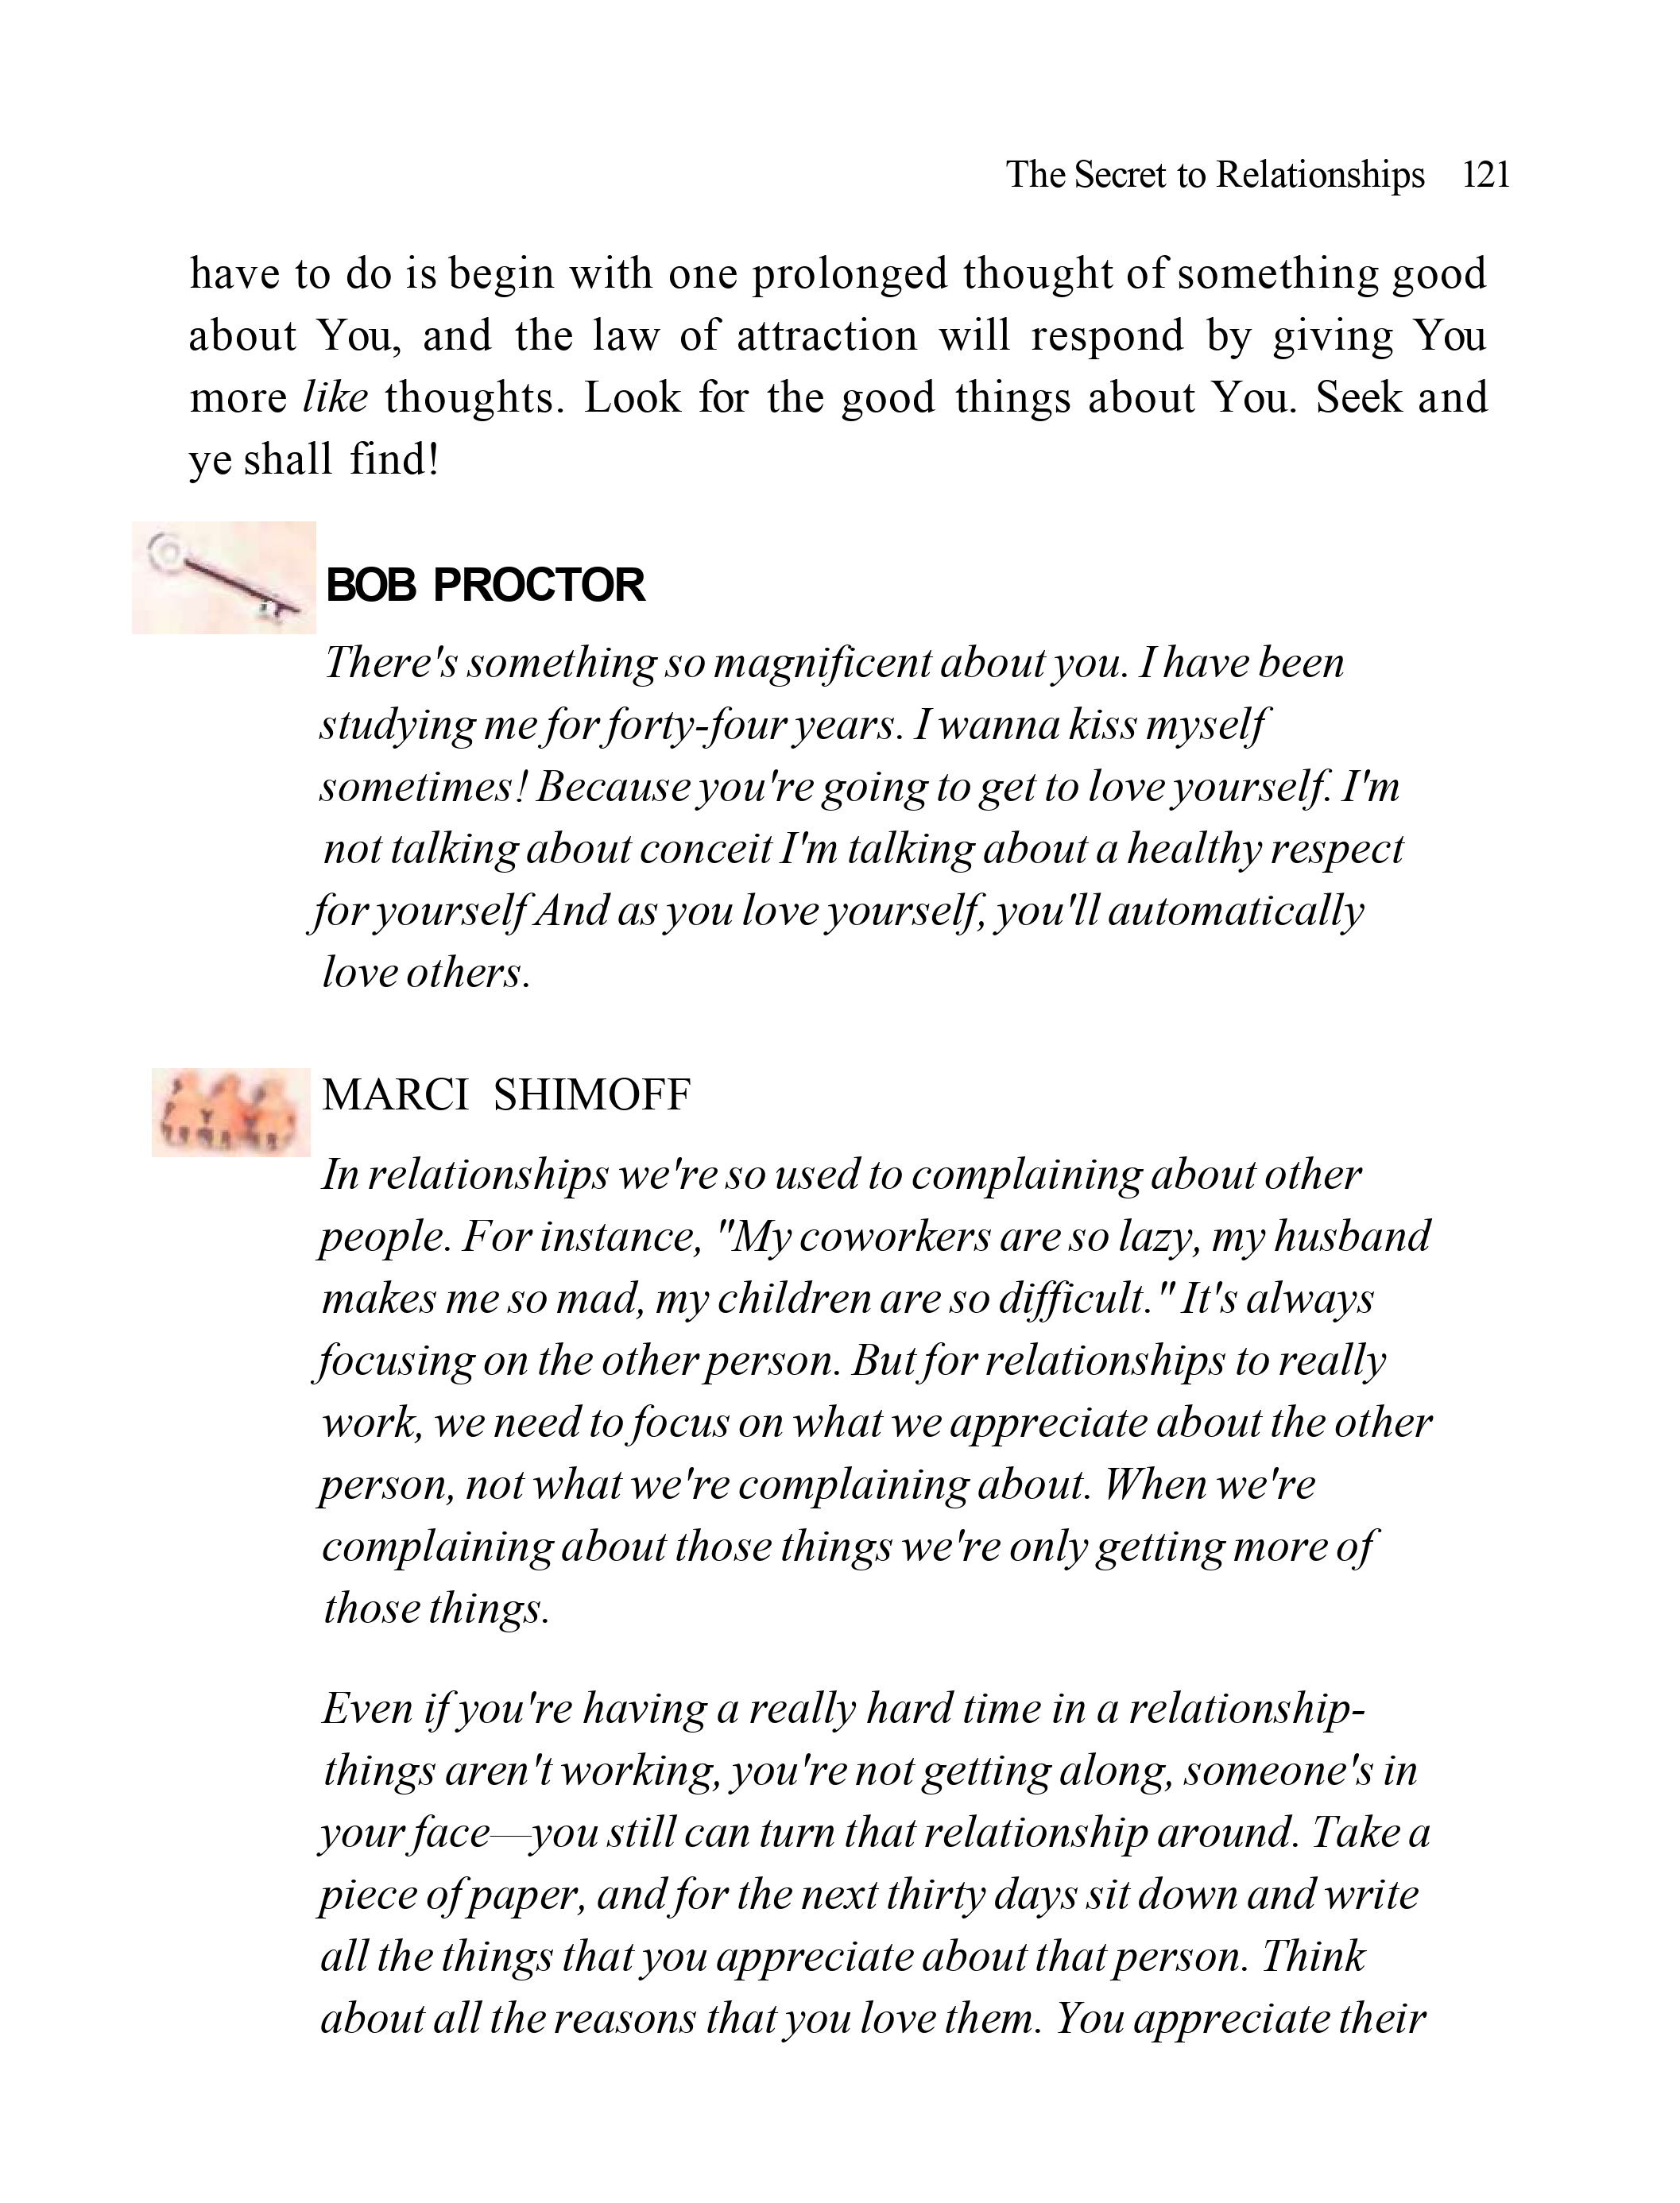 The Secret to Relationships 121
have to do is begin with one prolonged thought of something good
about You, and the law of attraction will respond by giving You
more like thoughts. Look for the good things about You. Seek and
ye shall find!
BOB PROCTOR
There's something so magnificent about you. I have been
studying me for forty-four years. I wanna kiss myself
sometimes! Because you're going to get to love yourself. I'm
not talking about conceit I'm talking about a healthy respect
for yourself And as you love yourself, you'll automatically
love others.
MARCI SHIMOFF
In relationships we're so used to complaining about other
people. For instance, "My coworkers are so lazy, my husband
makes me so mad, my children are so difficult." It's always
focusing on the other person. But for relationships to really
work, we need to focus on what we appreciate about the other
person, not what we're complaining about. When we're
complaining about those things we're only getting more of
those things.
Even if you're having a really hard time in a relationship-
things aren't working, you're not getting along, someone's in
your face—you still can turn that relationship around. Take a
piece of paper, and for the next thirty days sit down and write
all the things that you appreciate about that person. Think
about all the reasons that you love them. You appreciate their